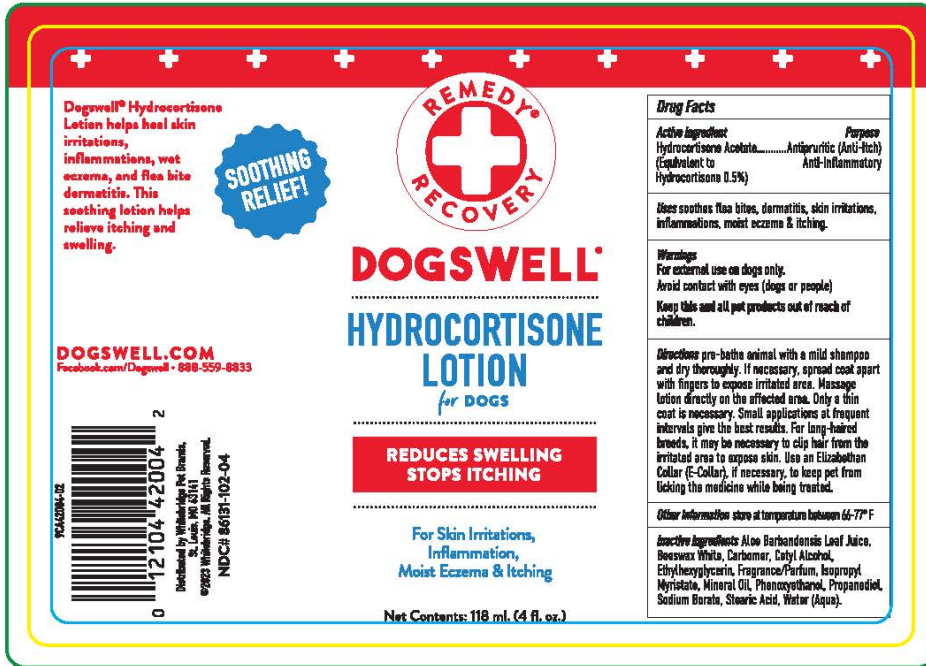 Dogswell® Hydrocortisone
Lotion helps heal skin
irritations,
inflammations, wet
eczema, and flea bite
dermatitis. This
soothing lotion helps
relieve itching and
swelling.
SOOTHING
RELIEF!
DOGSWELL.COM
Facebook.com/Dogswell • 888-559-8833
9CA42004-02
0 12104 42004 2
Distributed by Whitebridge Pet Brands,
St. Louis, MO 63141
©2023 Whitebridge. All Rights Reserved.
NDC# 86131-102-04
REMEDY®
RECOVERY
DOGSWELL®
HYDROCORTISONE
LOTION
for DOGS
REDUCES SWELLING
STOPS ITCHING
For Skin Irritations,
Inflammation,
Moist Eczema & Itching
Net Contents: 118 ml. (4 fl. oz.)
Drug Facts
Active ingredient Purpose
Hydrocortisone Acetate..........Antipruritic (Anti-Itch)
(Equivalent to Anti-Inflammatory
Hydrocortisone 0.5%)
Uses soothes flea bites, dermatitis, skin irritations,
inflammations, moist eczema & itching.
Warnings
For external use on dogs only.
Avoid contact with eyes (dogs or people)
Keep this and all pet products out of reach of
children.
Directions pre-bathe animal with a mild shampoo
and dry thoroughly. If necessary, spread coat apart
with fingers to expose irritated area. Massage
lotion directly on the affected area. Only a thin
coat is necessary. Small applications at frequent
intervals give the best results. For long-haired
breeds, it may be necessary to clip hair from the
irritated area to expose skin. Use an Elizabethan
Collar (E-Collar), if necessary, to keep pet from
licking the medicine while being treated.
Other information store at temperature between 66-77° F
Inactive ingredients Aloe Barbandensis Leaf Juice,
Beeswax White, Carbomer, Cetyl Alcohol,
Ethylhexyglycerin, Fragrance/Parfum, Isopropyl
Myristate, Mineral Oil, Phenoxyethanol, Propanediol,
Sodium Borate, Stearic Acid, Water (Aqua).